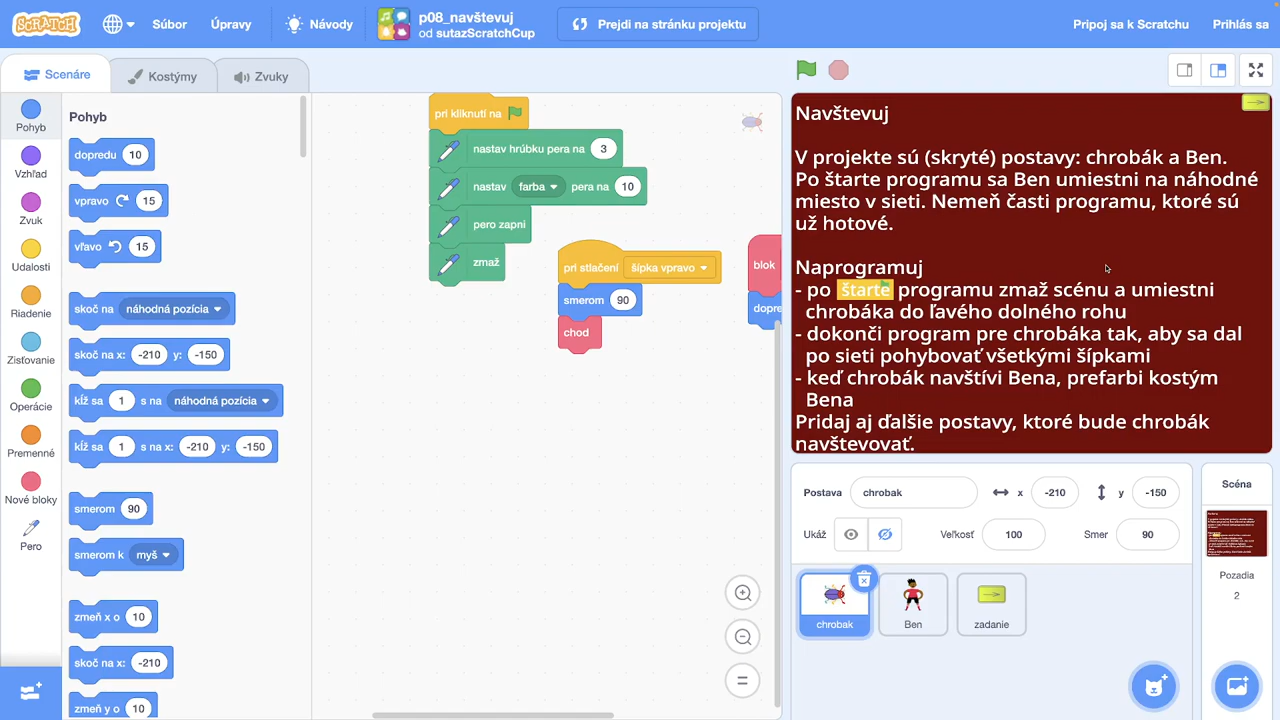 SCRATCH
Súbor
Úpravy
Návody
p08_navštevuj
od sutazScratchCup
Prejdi na stránku projektu
Pripoj sa k Scratchu
Prihlás sa
Scenáre
Kostýmy
Zvuky
Pohyb
Vzhľad
Zvuk
Udalosti
Riadenie
Zisťovanie
Operácie
Premenné
Nové bloky
Pero
Pohyb
dopredu 10
vpravo 15
vľavo 15
skoč na náhodná pozícia
skoč na x: -210 y: -150
kĺž sa 1 s na náhodná pozícia
kĺž sa 1 s na x: -210 y: -150
smerom 90
smerom k myš
zmeň x o 10
skoč na x: -210
zmeň y o 10
pri kliknutí na
nastav hrúbku pera na 3
nastav farba pera na 10
pero zapni
zmaž
pri stlačení šípka vpravo
smerom 90
chod
blok
dopre
Navštevuj
V projekte sú (skryté) postavy: chrobák a Ben.
Po štarte programu sa Ben umiestni na náhodné
miesto v sieti. Nemeň časti programu, ktoré sú
už hotové.
Naprogramuj
- po štarte programu zmaž scénu a umiestni
chrobáka do ľavého dolného rohu
- dokonči program pre chrobáka tak, aby sa dal
po sieti pohybovať všetkými šípkami
- keď chrobák navštívi Bena, prefarbi kostým
Bena
Pridaj aj ďalšie postavy, ktoré bude chrobák
navštevovať.
Postava chrobak x -210 y -150
Ukáž Veľkosť 100 Smer 90
chrobak
Ben
zadanie
Scéna
Pozadia
2